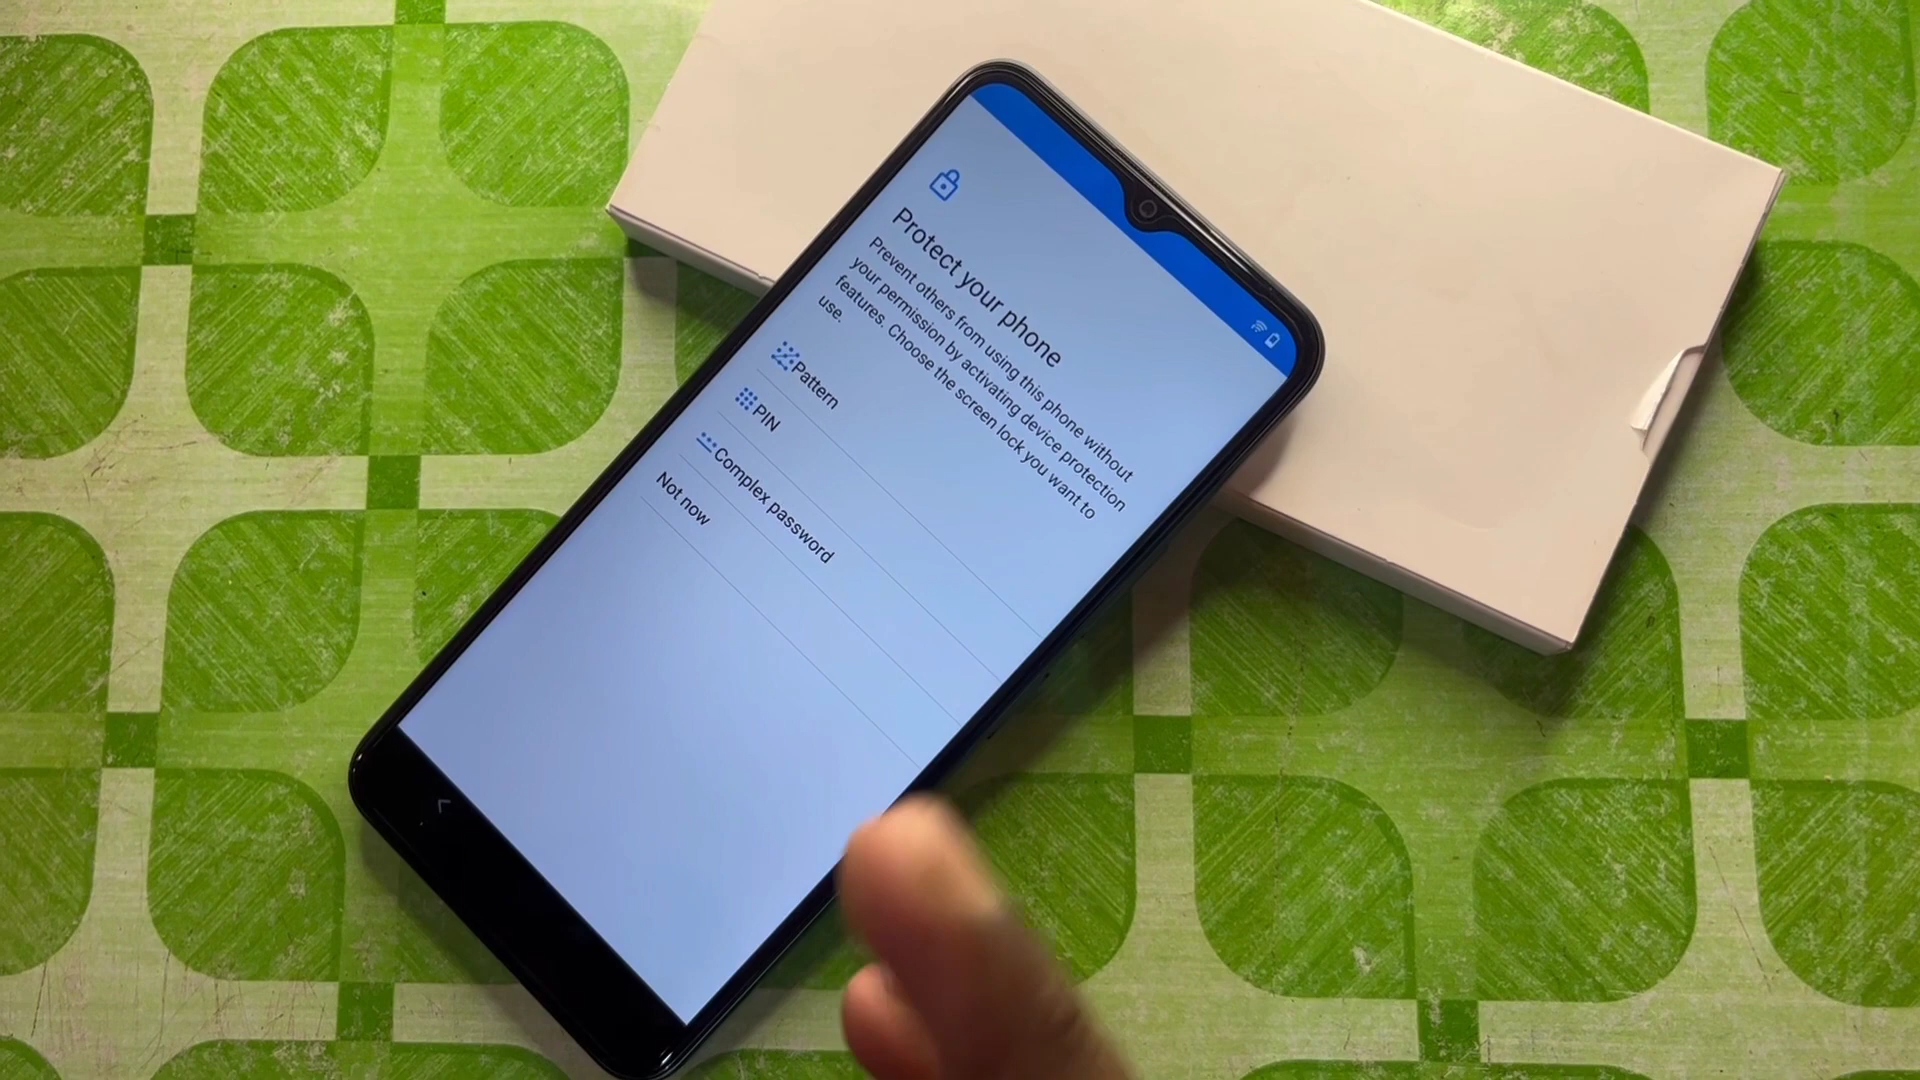 Protect your phone
Prevent others from using this phone without
your permission by activating device protection
features. Choose the screen lock you want to
use.
Pattern
PIN
Complex password
Not now